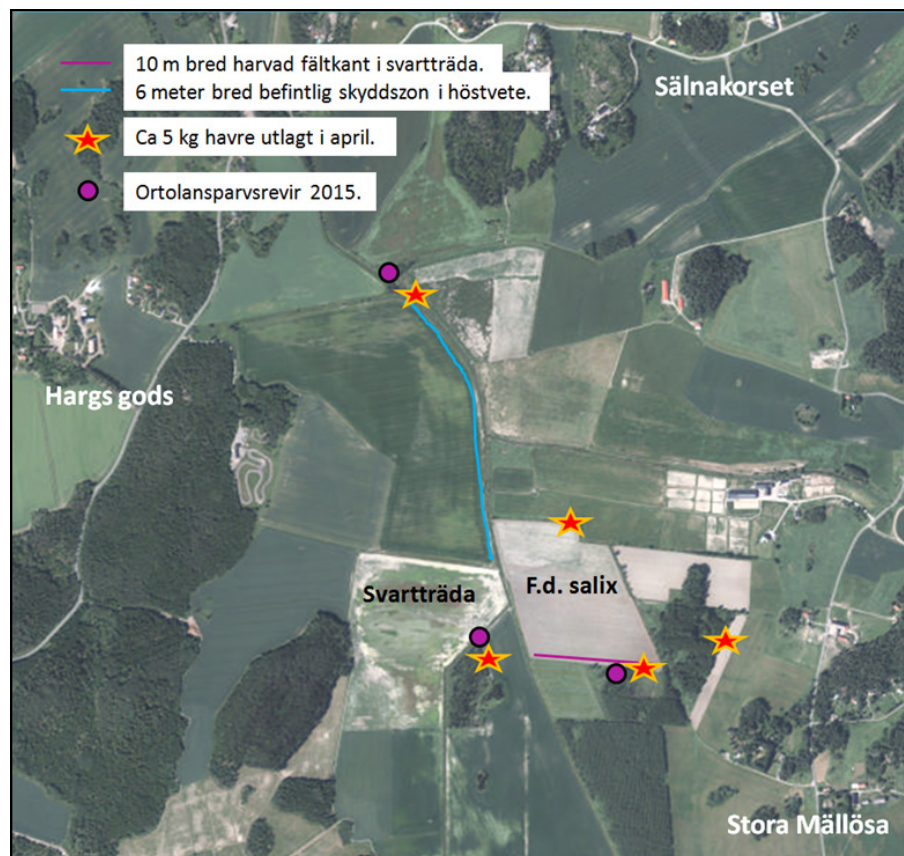 10 m bred harvad fältkant i svartträda.
6 meter bred befintlig skyddszon i höstvete.
Sälnakorset
Ca 5 kg havre utlagt i april.
Ortolansparvsrevir 2015.
Hargs gods
Svartträda
F.d. salix
Stora Mällösa